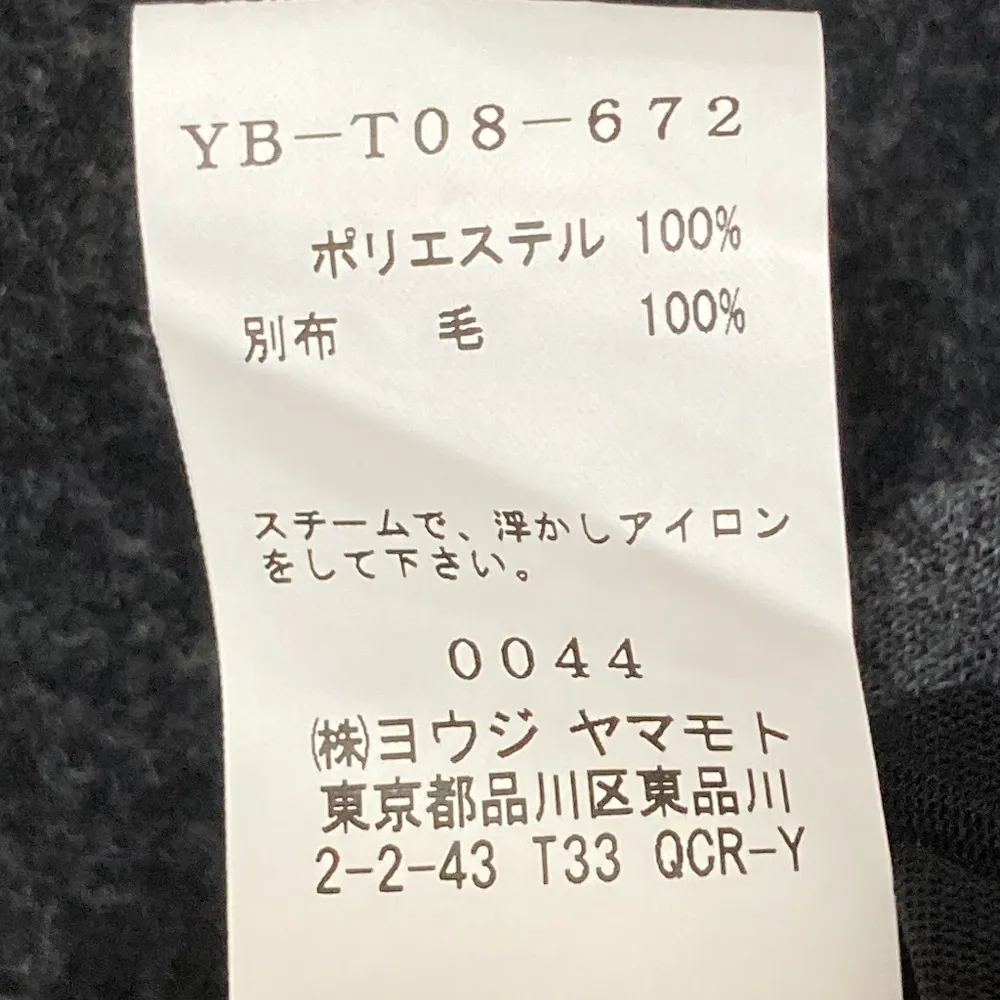 YB-T08-672
ポリエステル 100%
別布 毛 100%
スチームで、浮かしアイロン
をして下さい。
0044
㈱ヨウジ ヤマモト
東京都品川区東品川
2-2-43 T33 QCR-Y